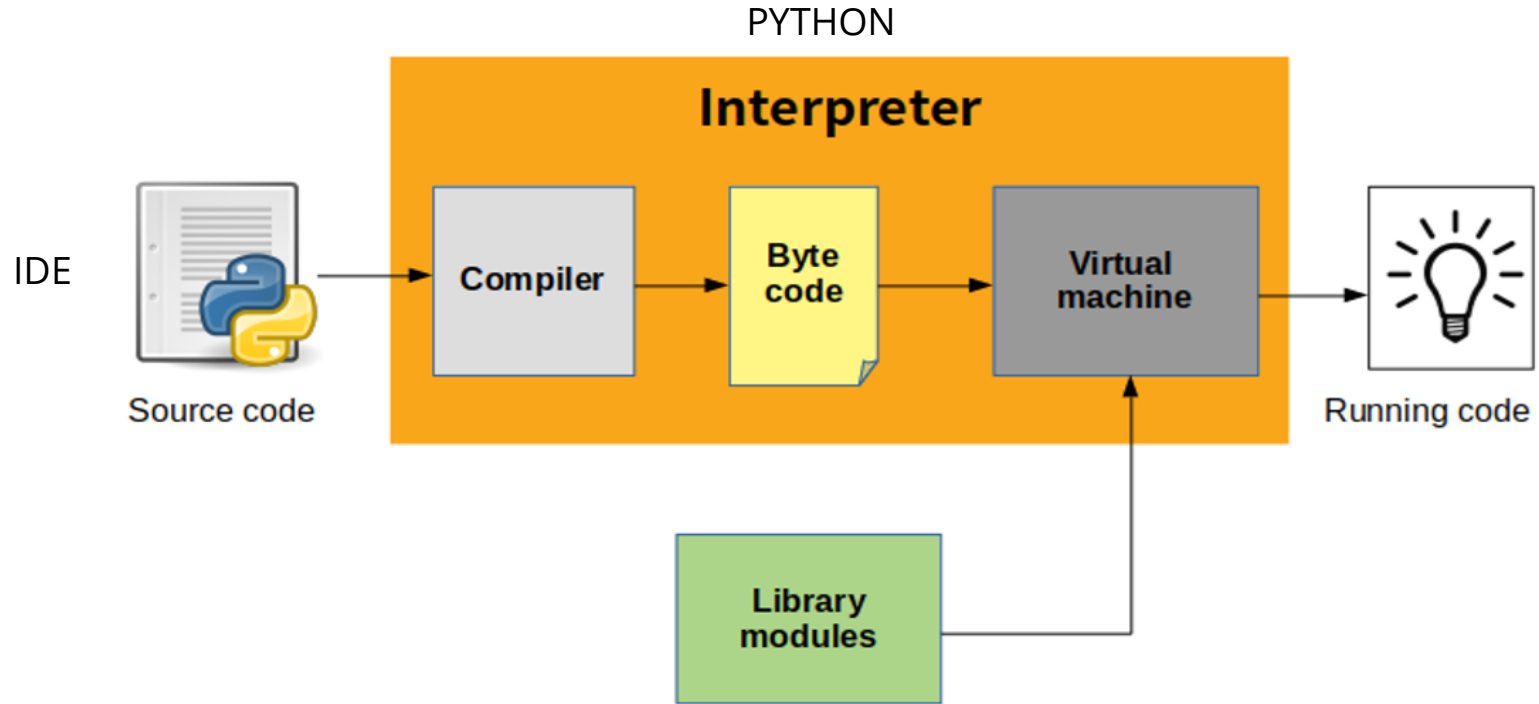 PYTHON
Interpreter
IDE
Source code
Compiler
Byte
code
Virtual
machine
Running code
Library
modules